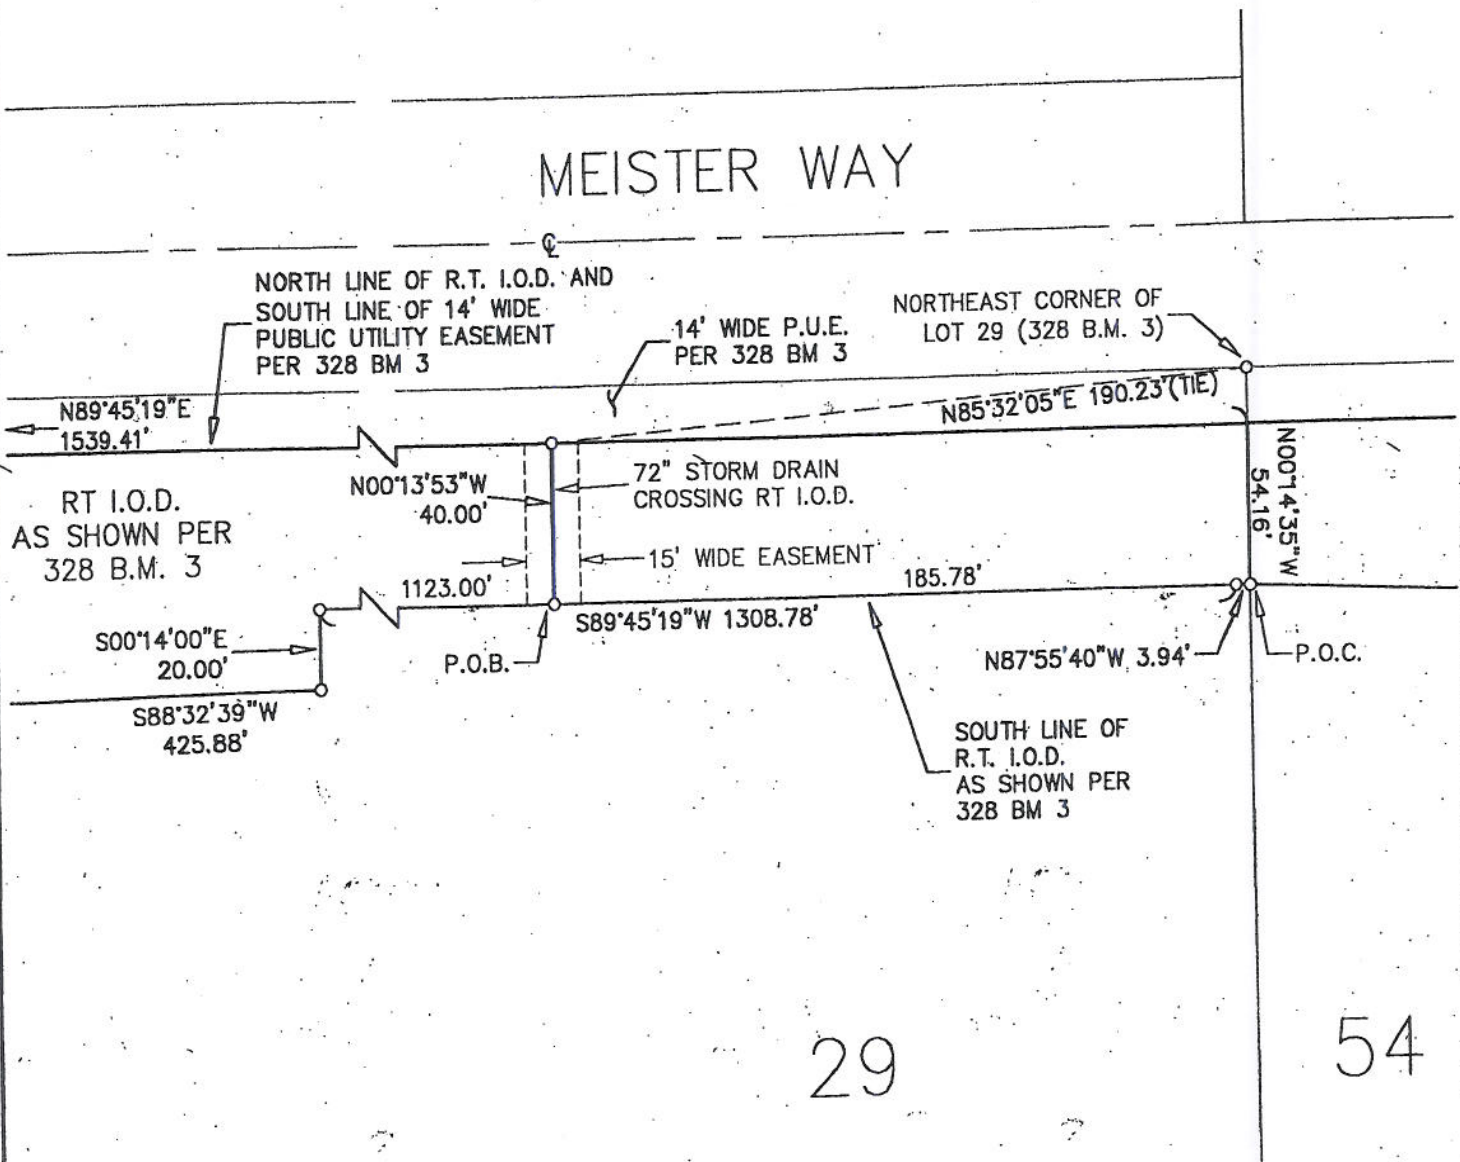 MEISTER WAY
℄
NORTH LINE OF R.T. I.O.D. AND
SOUTH LINE OF 14' WIDE
PUBLIC UTILITY EASEMENT
PER 328 BM 3
14' WIDE P.U.E.
PER 328 BM 3
NORTHEAST CORNER OF
LOT 29 (328 B.M. 3)
N89°45'19"E
1539.41'
N85°32'05"E 190.23'(TIE)
RT I.O.D.
AS SHOWN PER
328 B.M. 3
N00°13'53"W
40.00'
72" STORM DRAIN
CROSSING RT I.O.D.
N00°14'35"W
54.16'
15' WIDE EASEMENT
1123.00'
185.78'
S89°45'19"W 1308.78'
S00°14'00"E
20.00'
P.O.B.
N87°55'40"W 3.94'
P.O.C.
S88°32'39"W
425.88'
SOUTH LINE OF
R.T. I.O.D.
AS SHOWN PER
328 BM 3
29
54